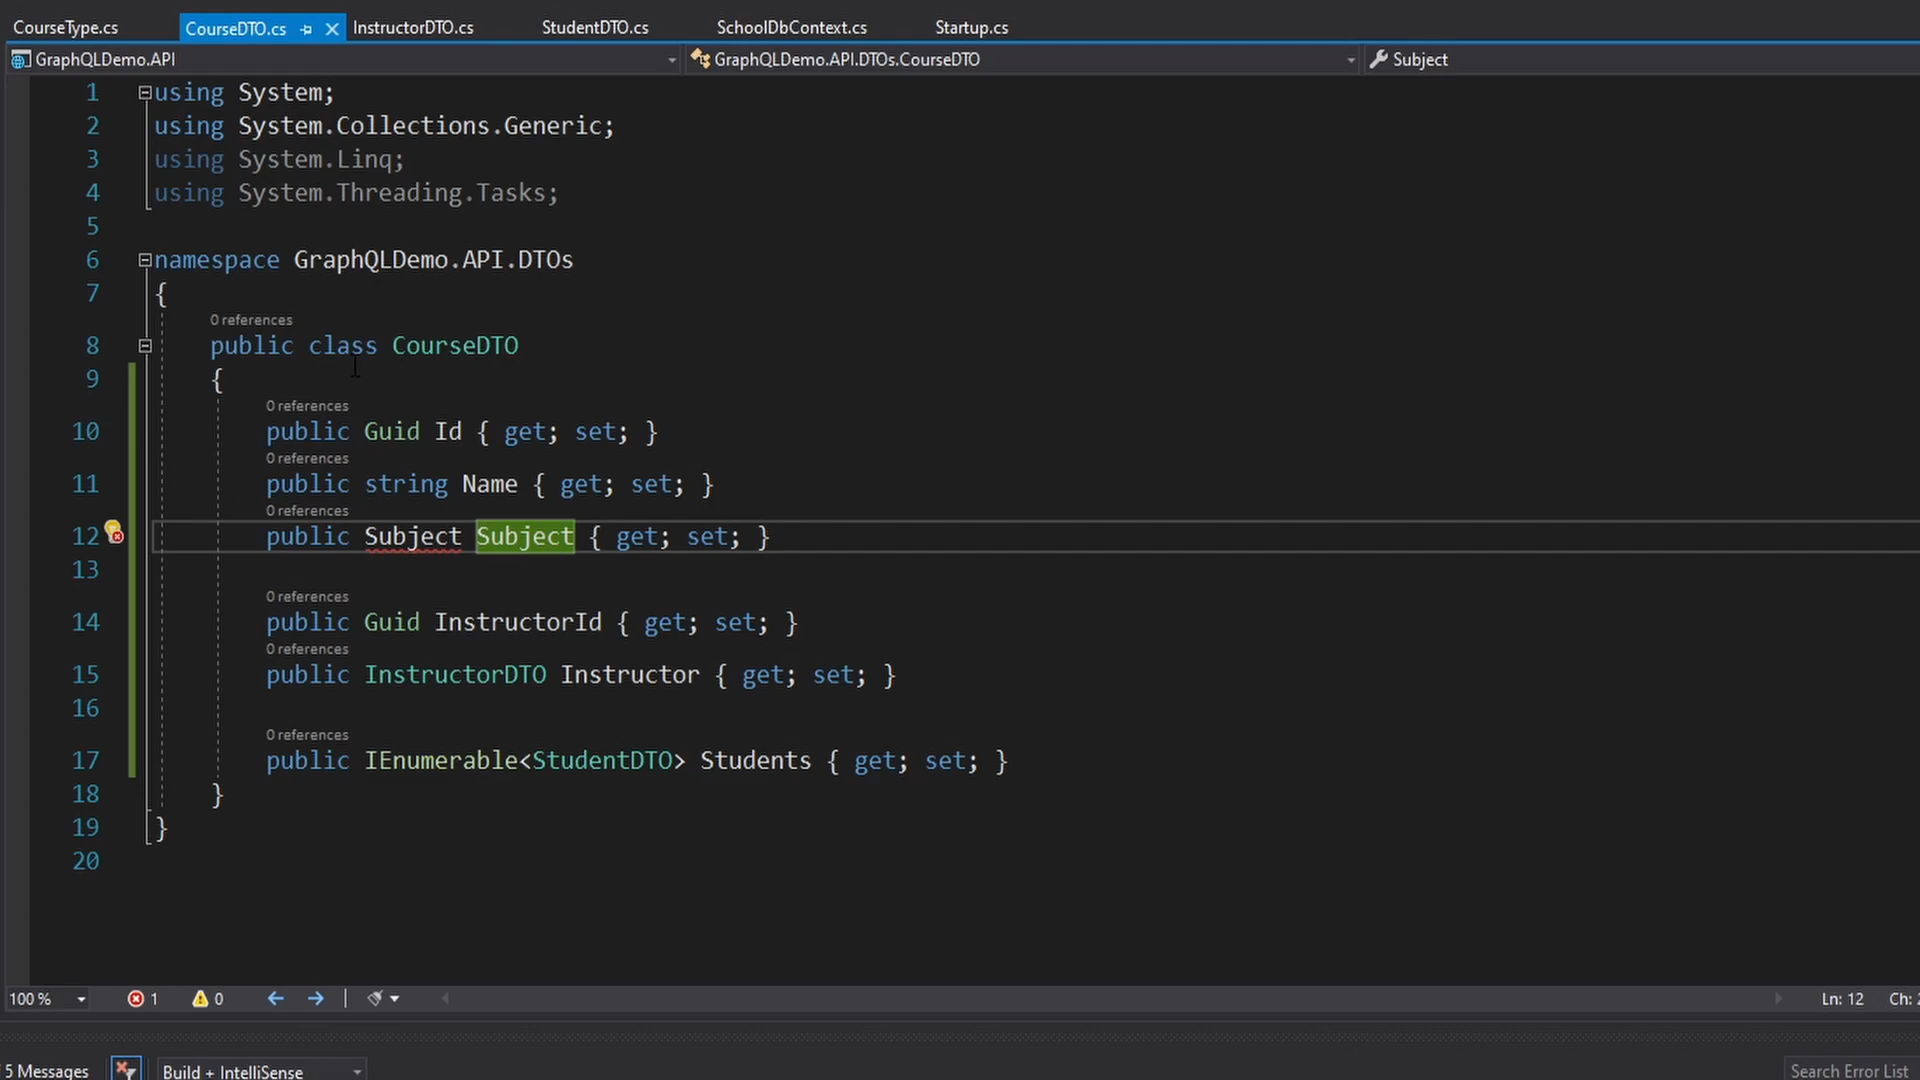 CourseType.cs CourseDTO.cs InstructorDTO.cs StudentDTO.cs SchoolDbContext.cs Startup.cs
GraphQLDemo.API GraphQLDemo.API.DTOs.CourseDTO Subject
1 using System;
2 using System.Collections.Generic;
3 using System.Linq;
4 using System.Threading.Tasks;
5
6 namespace GraphQLDemo.API.DTOs
7 {
0 references
8 public class CourseDTO
9 {
0 references
10 public Guid Id { get; set; }
0 references
11 public string Name { get; set; }
0 references
12 public Subject Subject { get; set; }
13
0 references
14 public Guid InstructorId { get; set; }
0 references
15 public InstructorDTO Instructor { get; set; }
16
0 references
17 public IEnumerable<StudentDTO> Students { get; set; }
18 }
19 }
20
100 % 1 0 Ln: 12 Ch:
5 Messages Build + IntelliSense Search Error List